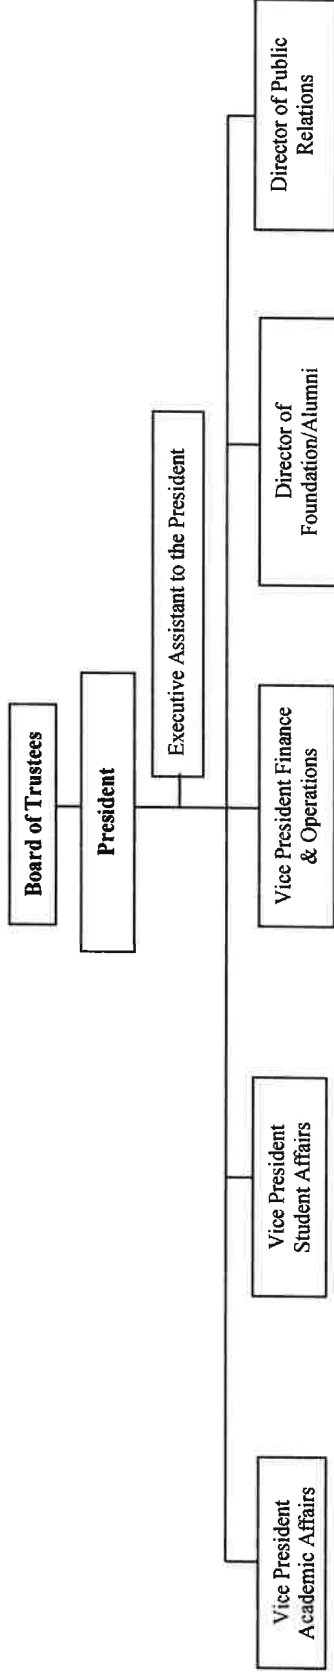 Board of Trustees
President
Executive Assistant to the President
Vice President
Academic Affairs
Vice President
Student Affairs
Vice President Finance
& Operations
Director of
Foundation/Alumni
Director of Public
Relations